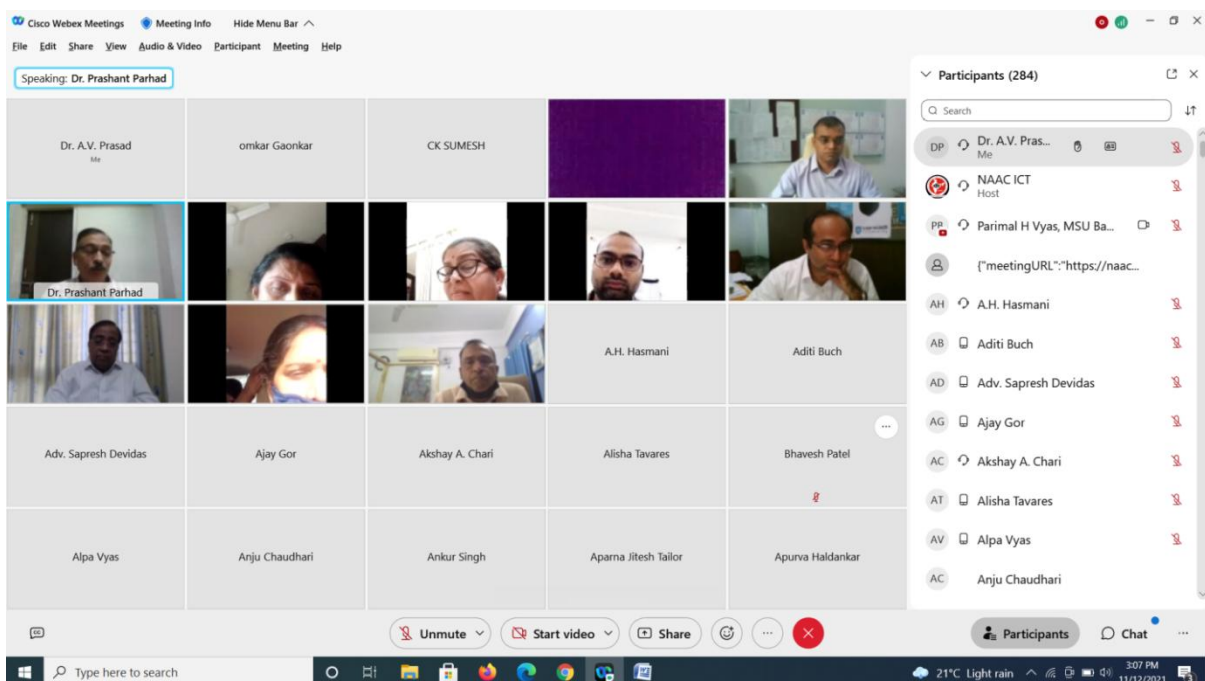 Cisco Webex Meetings Meeting Info Hide Menu Bar
File Edit Share View Audio & Video Participant Meeting Help
Speaking: Dr. Prashant Parhad
Dr. A.V. Prasad
Me
omkar Gaonkar
CK SUMESH
Dr. Prashant Parhad
A.H. Hasmani
Aditi Buch
Adv. Sapresh Devidas
Ajay Gor
Akshay A. Chari
Alisha Tavares
Bhavesh Patel
Alpa Vyas
Anju Chaudhari
Ankur Singh
Aparna Jitesh Tailor
Apurva Haldankar
Participants (284)
Search
DP Dr. A.V. Pras...
Me
NAAC ICT
Host
PP Parimal H Vyas, MSU Ba...
{"meetingURL":"https://naac...
AH A.H. Hasmani
AB Aditi Buch
AD Adv. Sapresh Devidas
AG Ajay Gor
AC Akshay A. Chari
AT Alisha Tavares
AV Alpa Vyas
AC Anju Chaudhari
Unmute Start video Share
Participants Chat
Type here to search
21°C Light rain
3:07 PM
11/12/2021